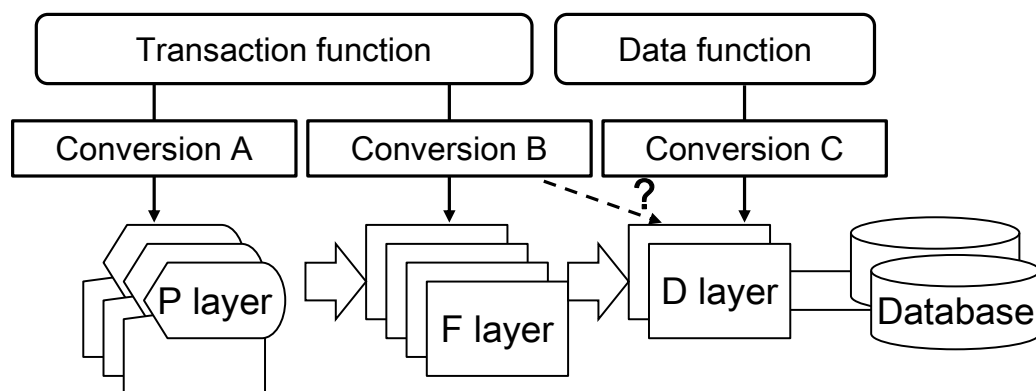 Transaction function
Data function
Conversion A
Conversion B
Conversion C
?
P layer
F layer
D layer
Database